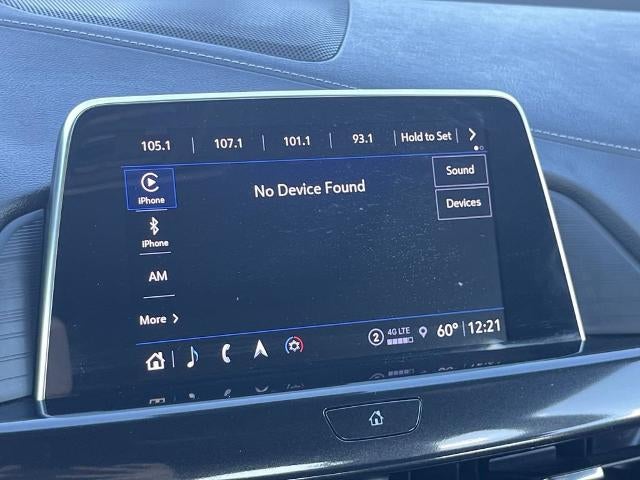 105.1 107.1 101.1 93.1 Hold to Set
iPhone
No Device Found
Sound
Devices
iPhone
AM
More
2 4G LTE 60° 12:21